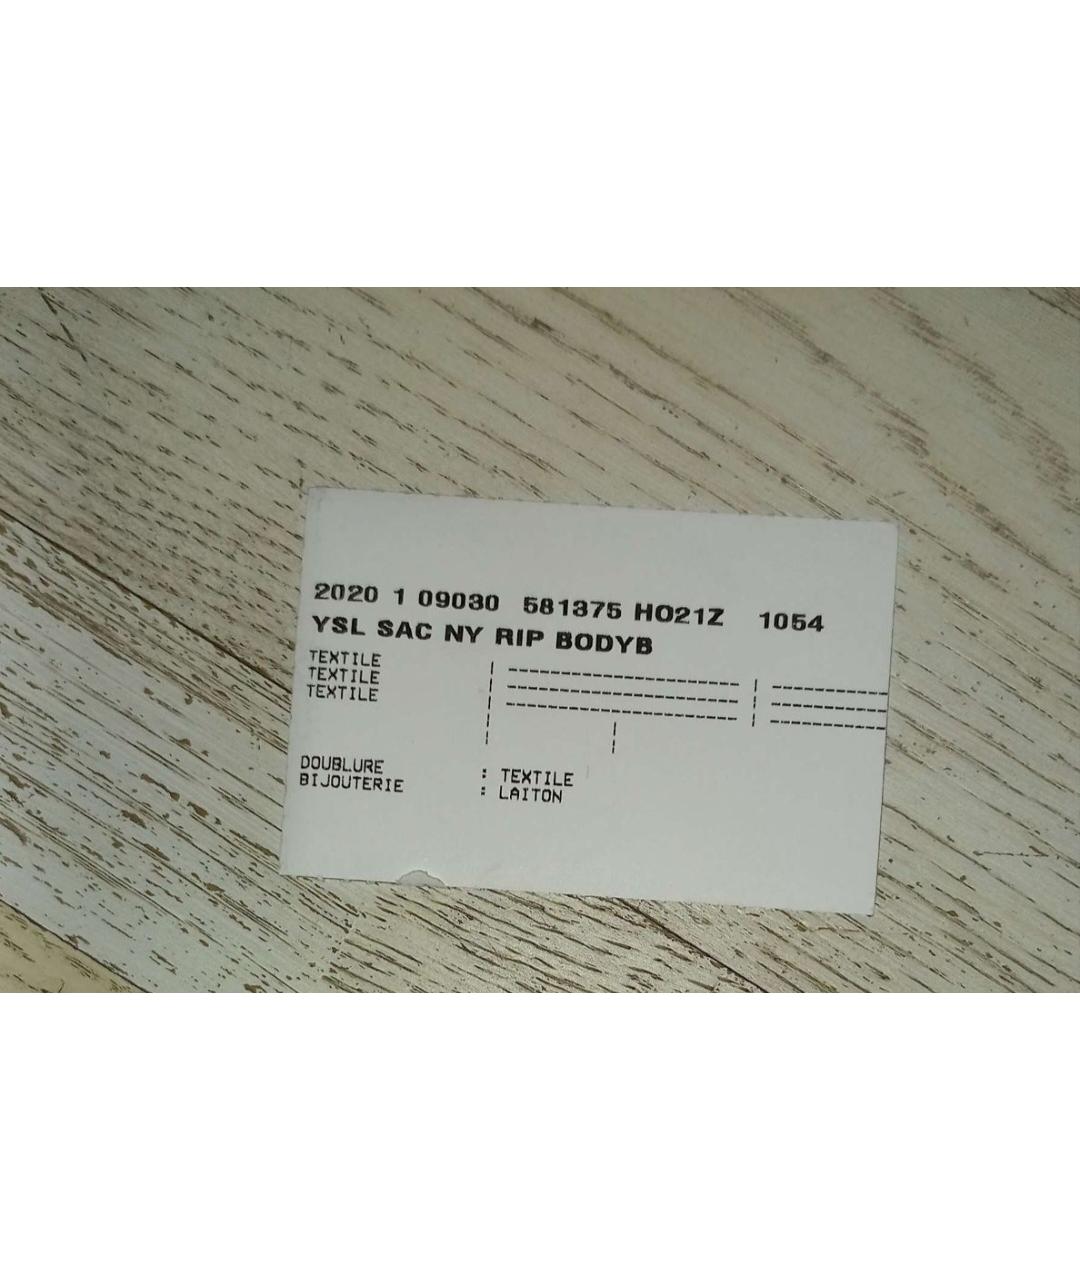 2020 1 09030 581375 HO21Z 1054
YSL SAC NY RIP BODYB
TEXTILE
TEXTILE
TEXTILE
DOUBLURE : TEXTILE
BIJOUTERIE : LAITON